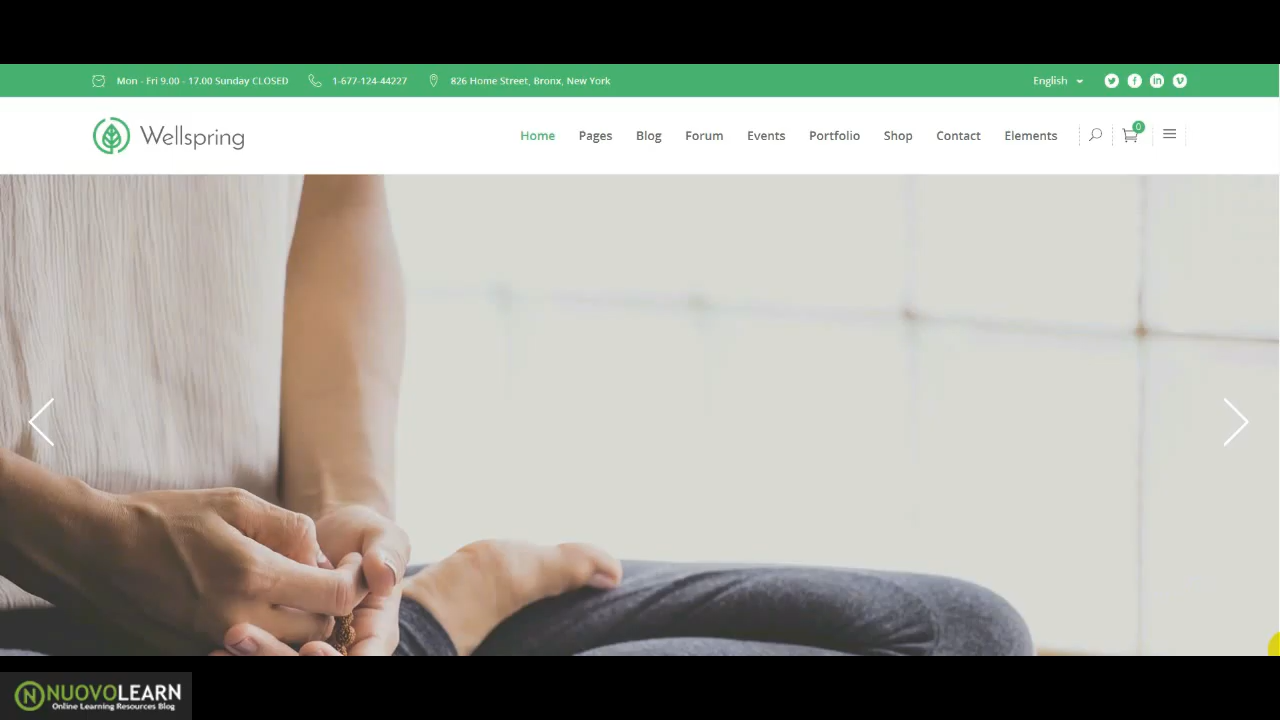 Mon - Fri 9.00 - 17.00 Sunday CLOSED 1-677-124-44227 826 Home Street, Bronx, New York English
Wellspring Home Pages Blog Forum Events Portfolio Shop Contact Elements 0
NUOVOLEARN
Online Learning Resources Blog